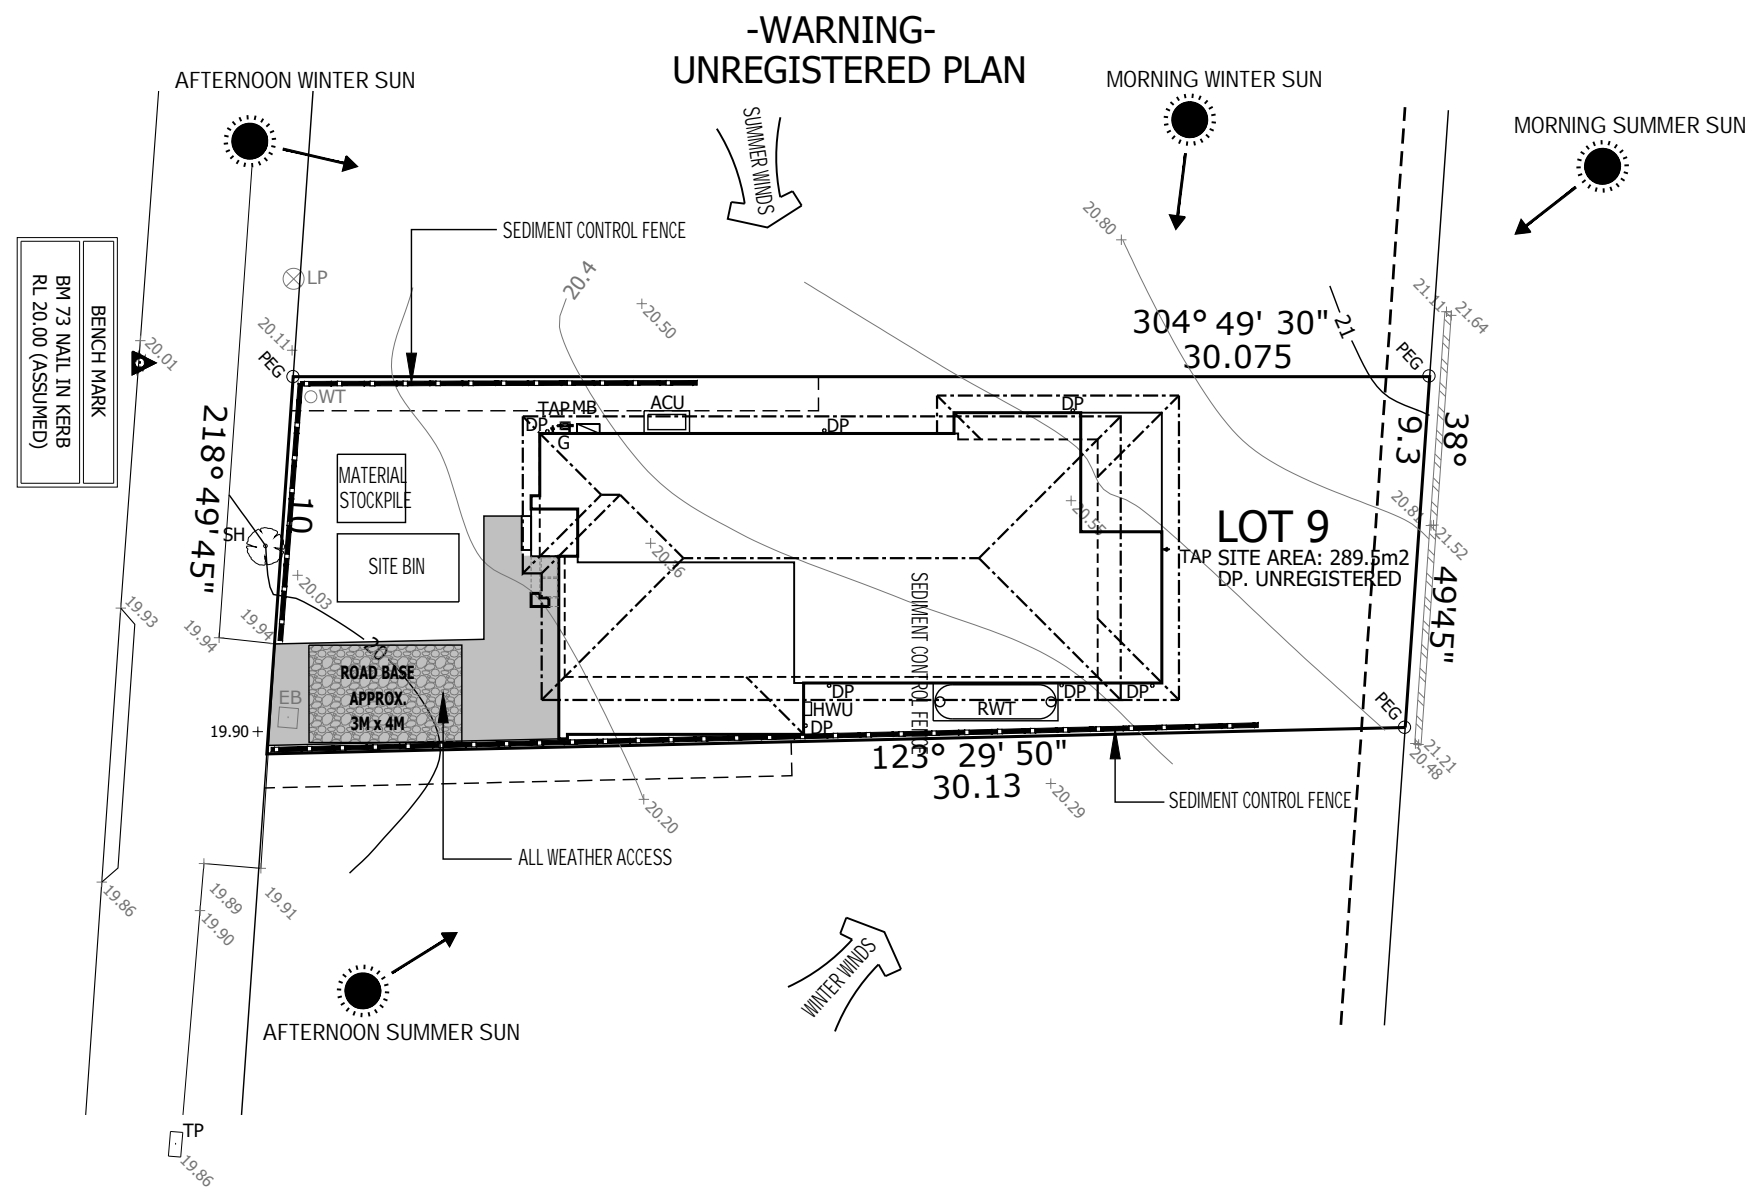 -WARNING-
UNREGISTERED PLAN
AFTERNOON WINTER SUN
MORNING WINTER SUN
MORNING SUMMER SUN
SUMMER WINDS
SEDIMENT CONTROL FENCE
20.80
LP
20.4
×20.50
21.11
21.64
304° 49' 30"
30.075
21
BENCH MARK
BM 73 NAIL IN KERB
RL 20.00 (ASSUMED)
20.01
20.11
PEG
PEG
WT
TAP
MB
ACU
DP
G
DP
DP
9.3
38°
49'45"
218° 49' 45"
10
MATERIAL
STOCKPILE
SH
SITE BIN
20.03
20.56
20.55
20.81
21.52
LOT 9
TAP
SITE AREA: 289.5m2
DP. UNREGISTERED
SEDIMENT CONTROL FENCE
19.93
19.94
19.94
20
ROAD BASE
APPROX.
3M x 4M
EB
19.90
DP
HWU
DP
RWT
DP
DP
PEG
21.21
20.48
123° 29' 50"
30.13
20.20
20.29
SEDIMENT CONTROL FENCE
ALL WEATHER ACCESS
19.86
19.89
19.90
19.91
WINTER WINDS
AFTERNOON SUMMER SUN
TP
19.86